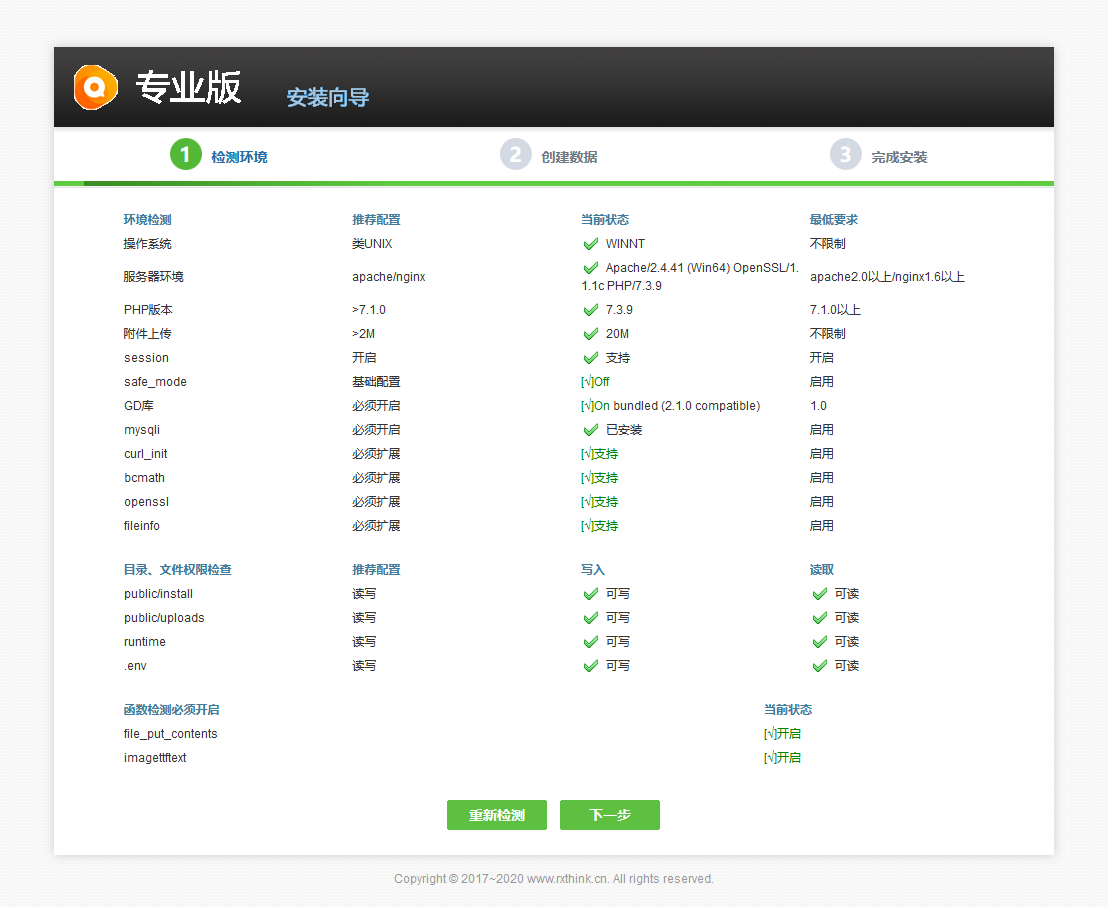 专业版 安装向导
1 检测环境 2 创建数据 3 完成安装
环境检测 推荐配置 当前状态 最低要求
操作系统 类UNIX WINNT 不限制
服务器环境 apache/nginx Apache/2.4.41 (Win64) OpenSSL/1. apache2.0以上/nginx1.6以上
1.1c PHP/7.3.9
PHP版本 >7.1.0 7.3.9 7.1.0以上
附件上传 >2M 20M 不限制
session 开启 支持 开启
safe_mode 基础配置 [√]Off 启用
GD库 必须开启 [√]On bundled (2.1.0 compatible) 1.0
mysqli 必须开启 已安装 启用
curl_init 必须扩展 [√]支持 启用
bcmath 必须扩展 [√]支持 启用
openssl 必须扩展 [√]支持 启用
fileinfo 必须扩展 [√]支持 启用
目录、文件权限检查 推荐配置 写入 读取
public/install 读写 可写 可读
public/uploads 读写 可写 可读
runtime 读写 可写 可读
.env 读写 可写 可读
函数检测必须开启 当前状态
file_put_contents [√]开启
imagettftext [√]开启
重新检测 下一步
Copyright © 2017~2020 www.rxthink.cn. All rights reserved.